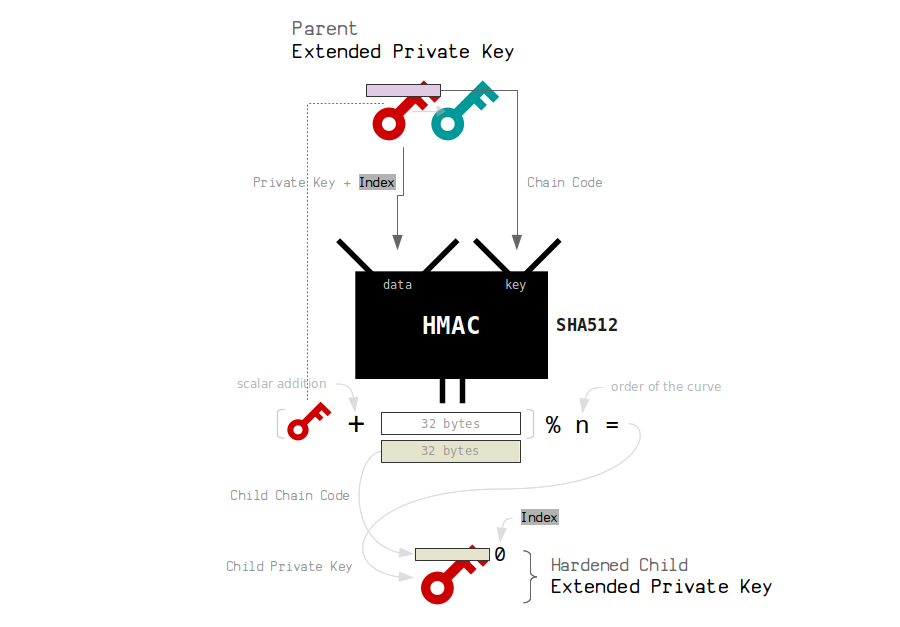 Parent
Extended Private Key
Private Key + Index
Chain Code
data
key
HMAC
SHA512
scalar addition
order of the curve
+
32 bytes
% n =
32 bytes
Child Chain Code
Index
0
Child Private Key
Hardened Child
Extended Private Key